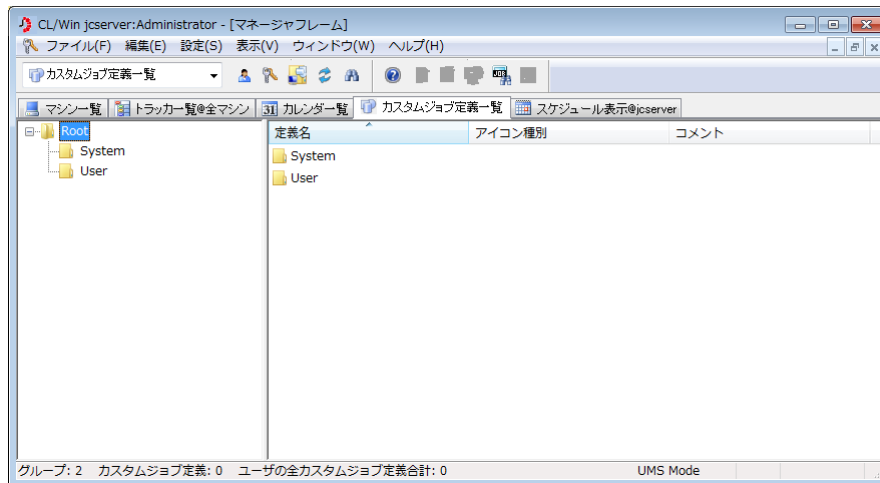 CL/Win jcserver:Administrator - [マネージャフレーム]
ファイル(F) 編集(E) 設定(S) 表示(V) ウィンドウ(W) ヘルプ(H)
カスタムジョブ定義一覧
マシン一覧 トラッカ一覧@全マシン 31 カレンダ一覧 カスタムジョブ定義一覧 スケジュール表示@jcserver
Root
System
User
定義名 アイコン種別 コメント
System
User
グループ: 2 カスタムジョブ定義: 0 ユーザの全カスタムジョブ定義合計: 0 UMS Mode